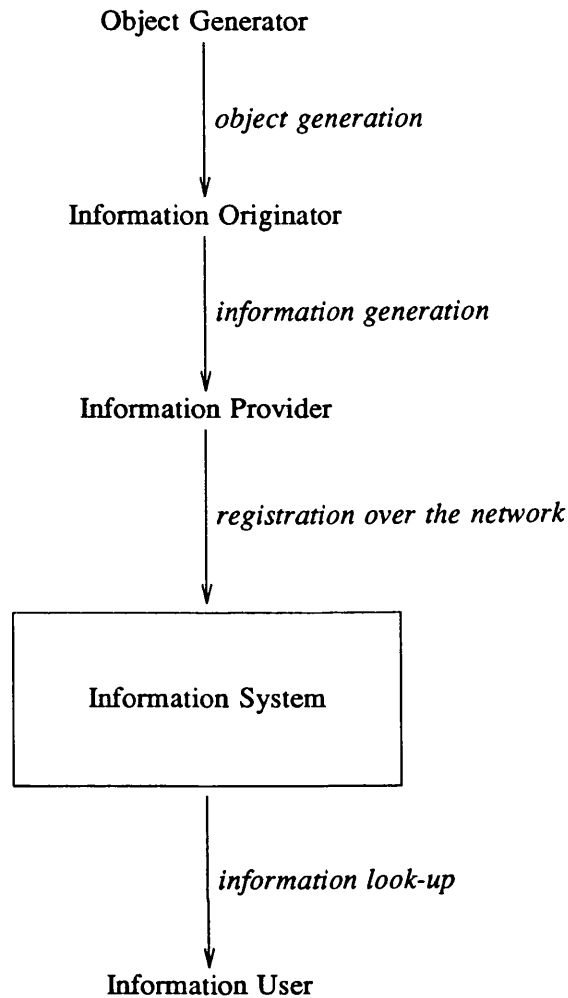 Object Generator
object generation
Information Originator
information generation
Information Provider
registration over the network
Information System
information look-up
Information User